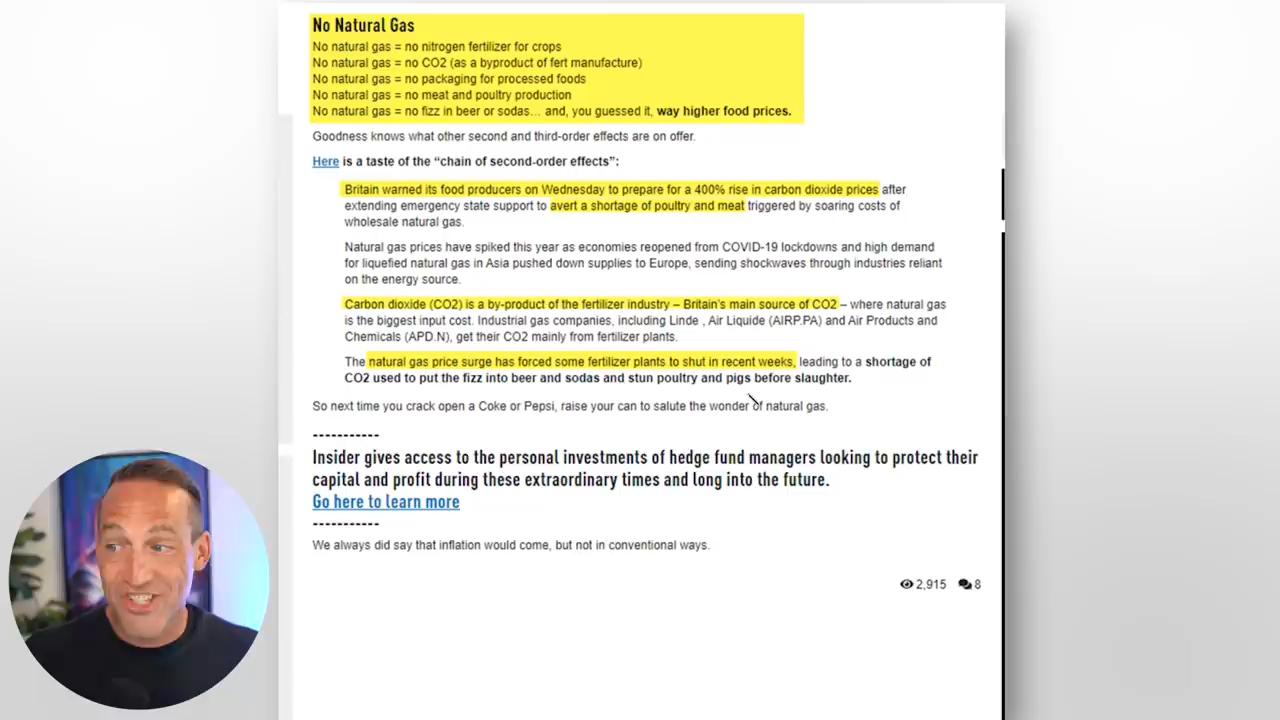 No Natural Gas
No natural gas = no nitrogen fertilizer for crops
No natural gas = no CO2 (as a byproduct of fert manufacture)
No natural gas = no packaging for processed foods
No natural gas = no meat and poultry production
No natural gas = no fizz in beer or sodas… and, you guessed it, way higher food prices.
Goodness knows what other second and third-order effects are on offer.
Here is a taste of the “chain of second-order effects”:
Britain warned its food producers on Wednesday to prepare for a 400% rise in carbon dioxide prices after
extending emergency state support to avert a shortage of poultry and meat triggered by soaring costs of
wholesale natural gas.
Natural gas prices have spiked this year as economies reopened from COVID-19 lockdowns and high demand
for liquefied natural gas in Asia pushed down supplies to Europe, sending shockwaves through industries reliant
on the energy source.
Carbon dioxide (CO2) is a by-product of the fertilizer industry – Britain’s main source of CO2 – where natural gas
is the biggest input cost. Industrial gas companies, including Linde , Air Liquide (AIRP.PA) and Air Products and
Chemicals (APD.N), get their CO2 mainly from fertilizer plants.
The natural gas price surge has forced some fertilizer plants to shut in recent weeks, leading to a shortage of
CO2 used to put the fizz into beer and sodas and stun poultry and pigs before slaughter.
So next time you crack open a Coke or Pepsi, raise your can to salute the wonder of natural gas.
-----------
Insider gives access to the personal investments of hedge fund managers looking to protect their
capital and profit during these extraordinary times and long into the future.
Go here to learn more
-----------
We always did say that inflation would come, but not in conventional ways.
2,915 8